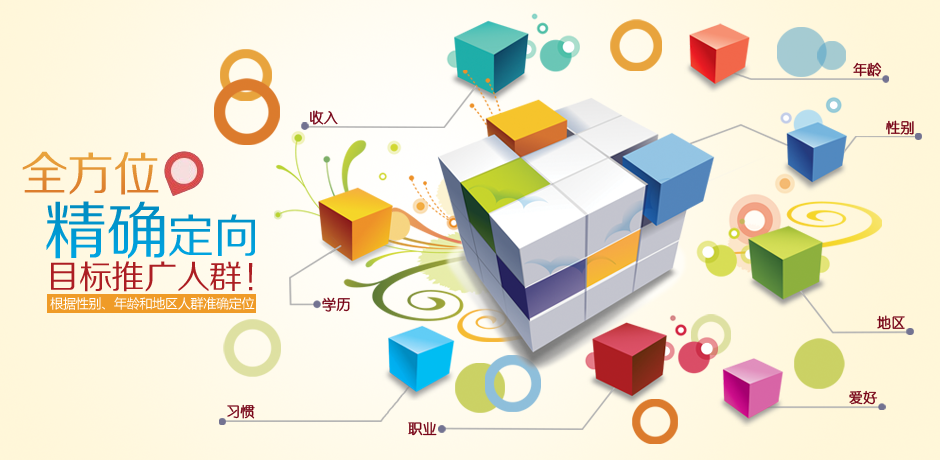 全方位
精确定向
目标推广人群！
根据性别、年龄和地区人群准确定位
收入
年龄
性别
学历
地区
爱好
习惯
职业